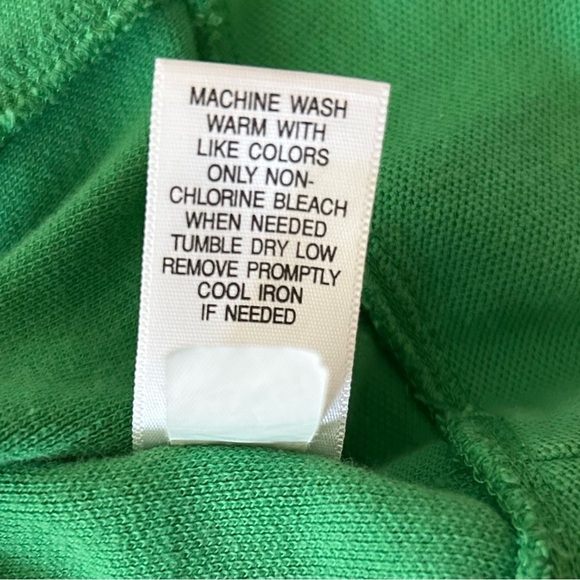 MACHINE WASH
WARM WITH
LIKE COLORS
ONLY NON-
CHLORINE BLEACH
WHEN NEEDED
TUMBLE DRY LOW
REMOVE PROMPTLY
COOL IRON
IF NEEDED